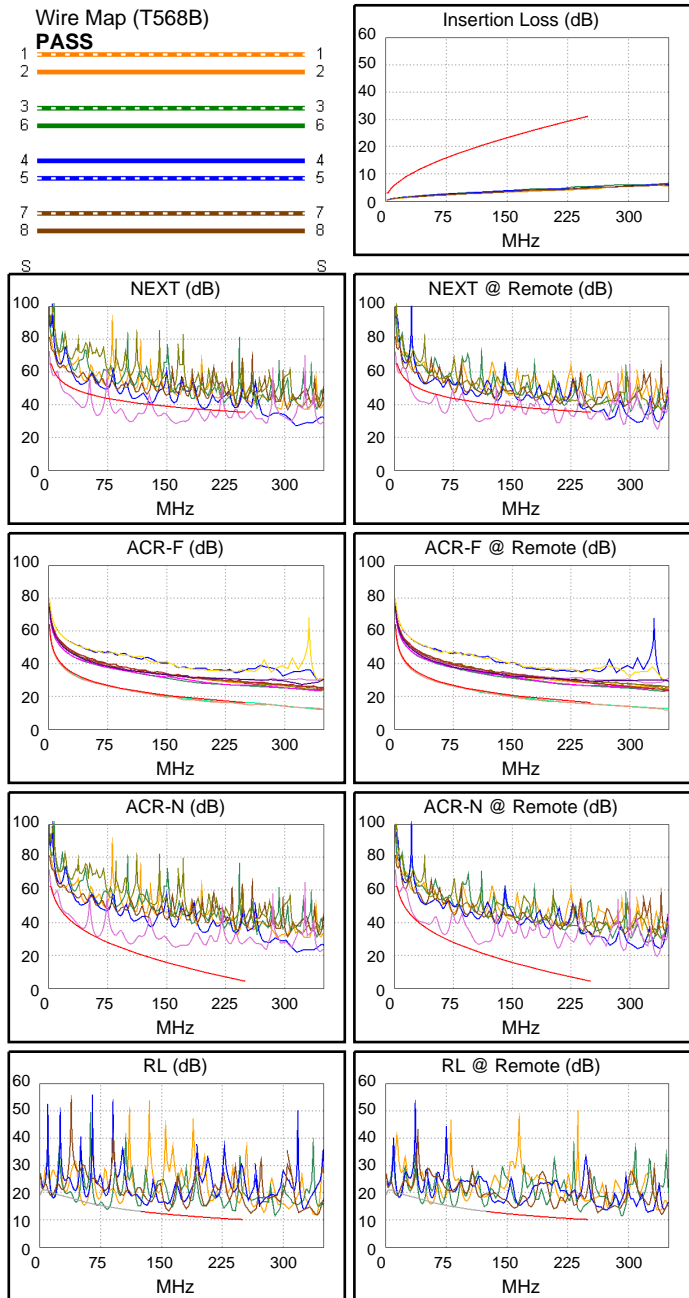 Wire Map (T568B)
PASS
1 1
2 2
3 3
6 6
4 4
5 5
7 7
8 8
S S
Insertion Loss (dB)
60
50
40
30
20
10
0
0 75 150 225 300
MHz
NEXT (dB)
100
80
60
40
20
0
0 75 150 225 300
MHz
NEXT @ Remote (dB)
100
80
60
40
20
0
0 75 150 225 300
MHz
ACR-F (dB)
100
80
60
40
20
0
0 75 150 225 300
MHz
ACR-F @ Remote (dB)
100
80
60
40
20
0
0 75 150 225 300
MHz
ACR-N (dB)
100
80
60
40
20
0
0 75 150 225 300
MHz
ACR-N @ Remote (dB)
100
80
60
40
20
0
0 75 150 225 300
MHz
RL (dB)
60
50
40
30
20
10
0
0 75 150 225 300
MHz
RL @ Remote (dB)
60
50
40
30
20
10
0
0 75 150 225 300
MHz